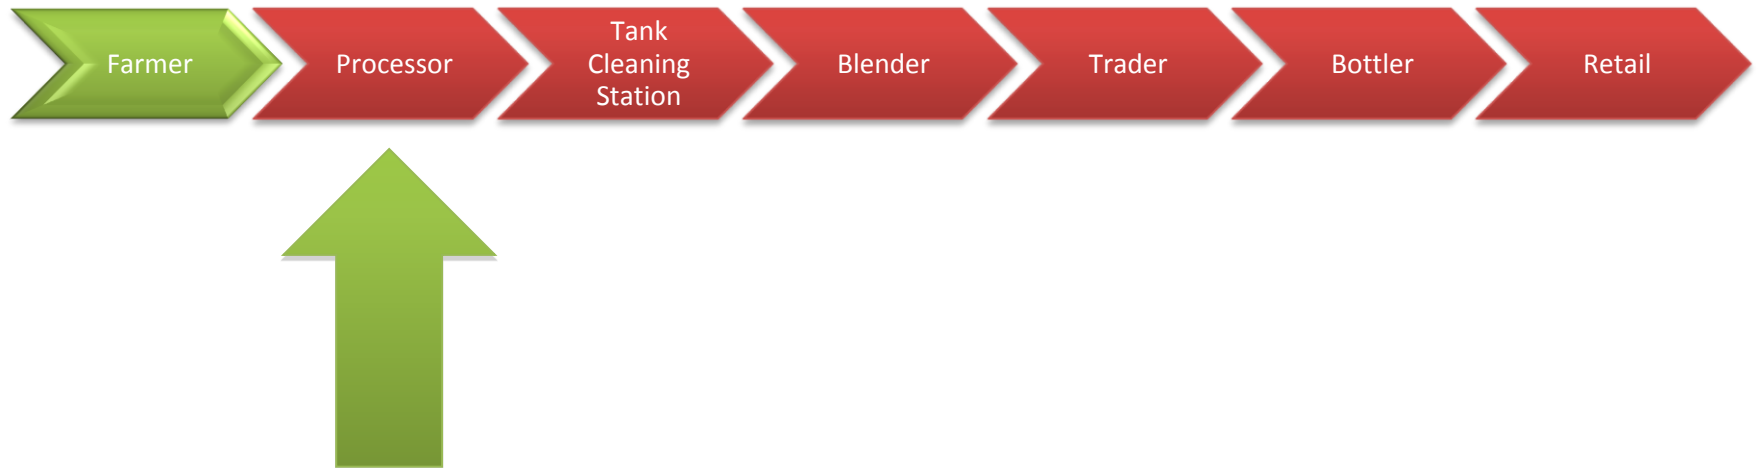 Farmer
Processor
Tank
Cleaning
Station
Blender
Trader
Bottler
Retail